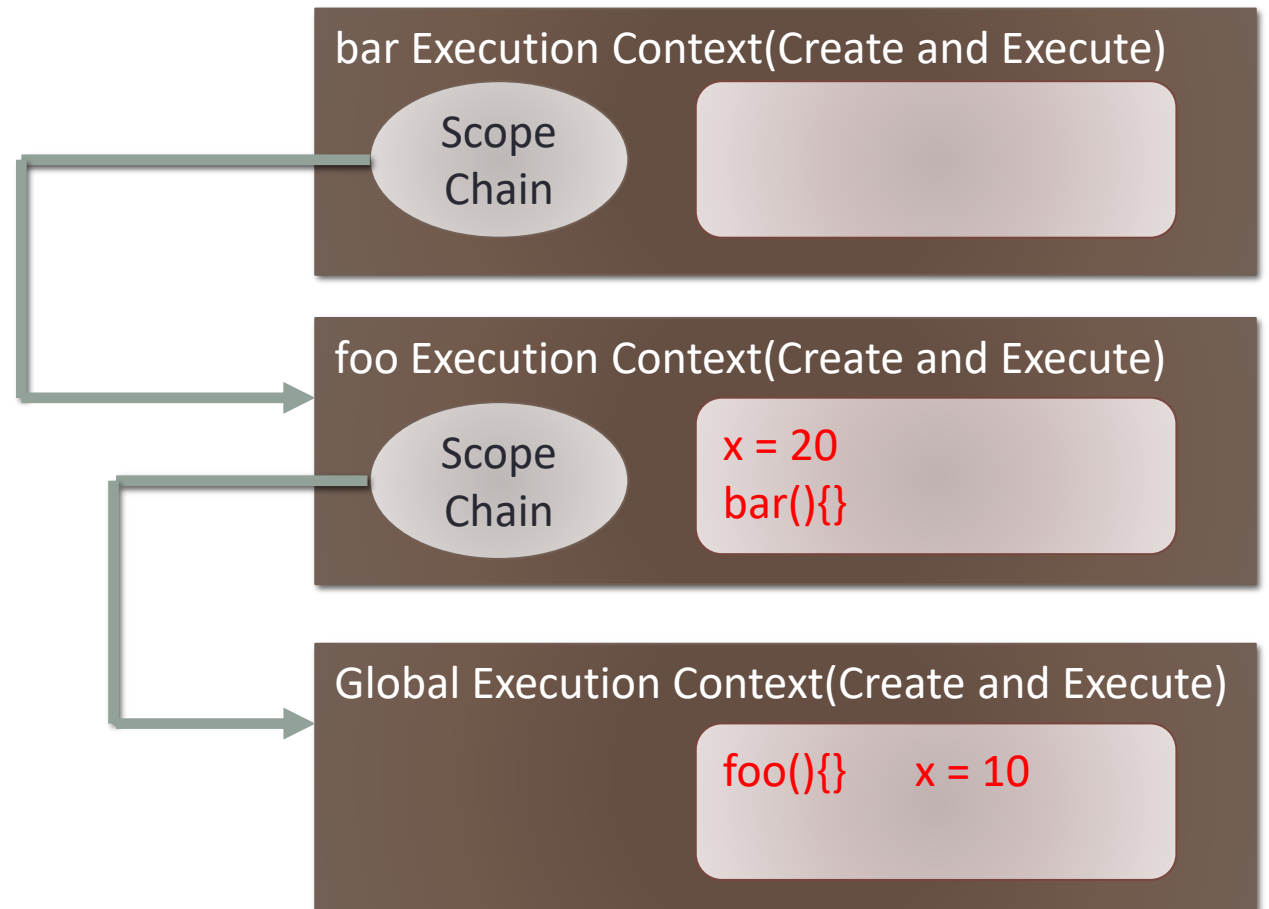 bar Execution Context(Create and Execute)
Scope
Chain
foo Execution Context(Create and Execute)
Scope
Chain
x = 20
bar(){}
Global Execution Context(Create and Execute)
foo(){} x = 10